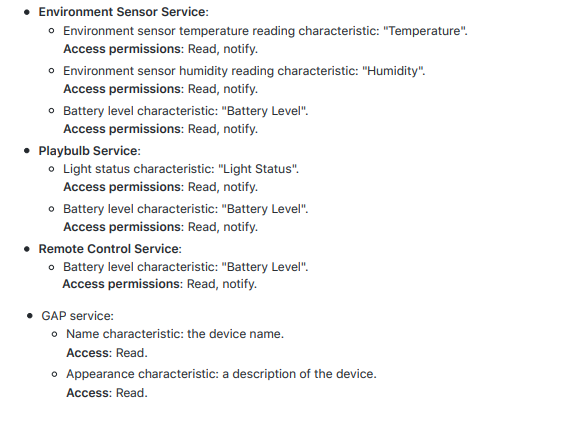 Environment Sensor Service:
Environment sensor temperature reading characteristic: "Temperature".
Access permissions: Read, notify.
Environment sensor humidity reading characteristic: "Humidity".
Access permissions: Read, notify.
Battery level characteristic: "Battery Level".
Access permissions: Read, notify.
Playbulb Service:
Light status characteristic: "Light Status".
Access permissions: Read, notify.
Battery level characteristic: "Battery Level".
Access permissions: Read, notify.
Remote Control Service:
Battery level characteristic: "Battery Level".
Access permissions: Read, notify.
GAP service:
Name characteristic: the device name.
Access: Read.
Appearance characteristic: a description of the device.
Access: Read.